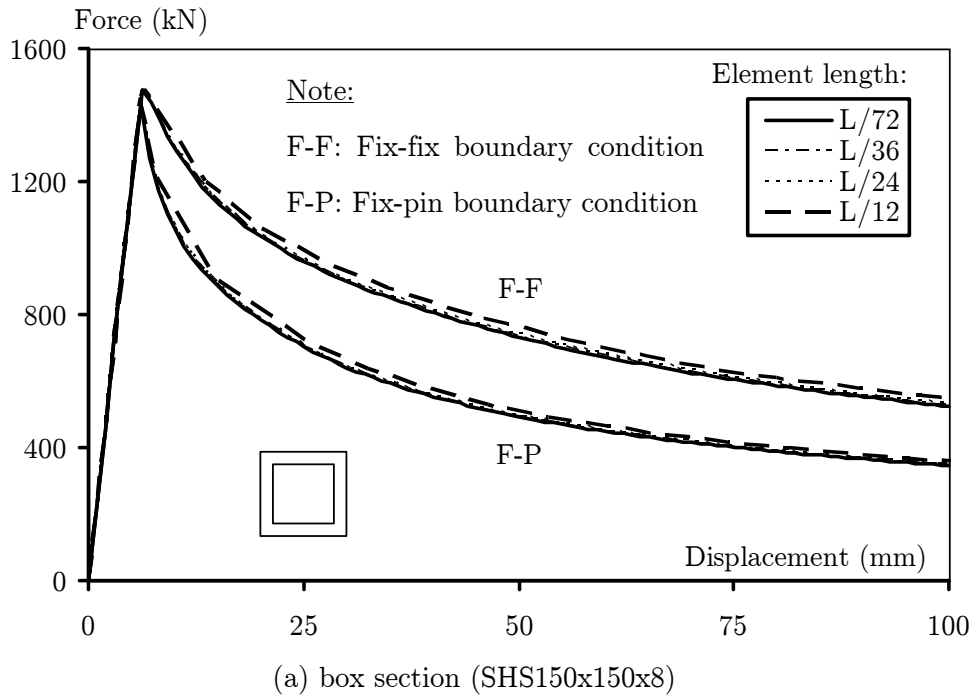 Force (kN)
1600
1200
800
400
0
Note:
F-F: Fix-fix boundary condition
F-P: Fix-pin boundary condition
Element length:
L/72
L/36
L/24
L/12
F-F
F-P
Displacement (mm)
0 25 50 75 100
(a) box section (SHS150x150x8)